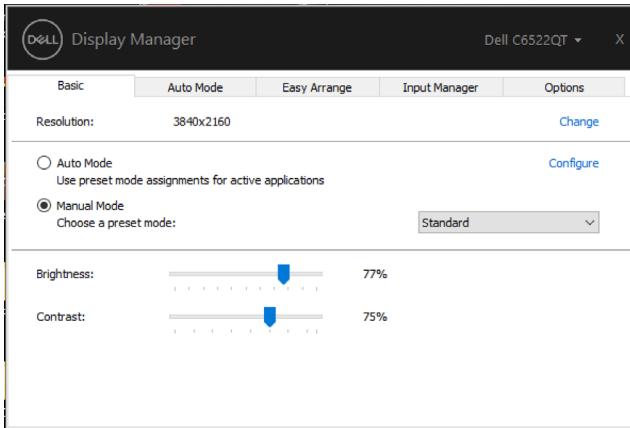 DELL Display Manager Dell C6522QT X
Basic Auto Mode Easy Arrange Input Manager Options
Resolution: 3840x2160 Change
Auto Mode Configure
Use preset mode assignments for active applications
Manual Mode
Choose a preset mode: Standard
Brightness: 77%
Contrast: 75%